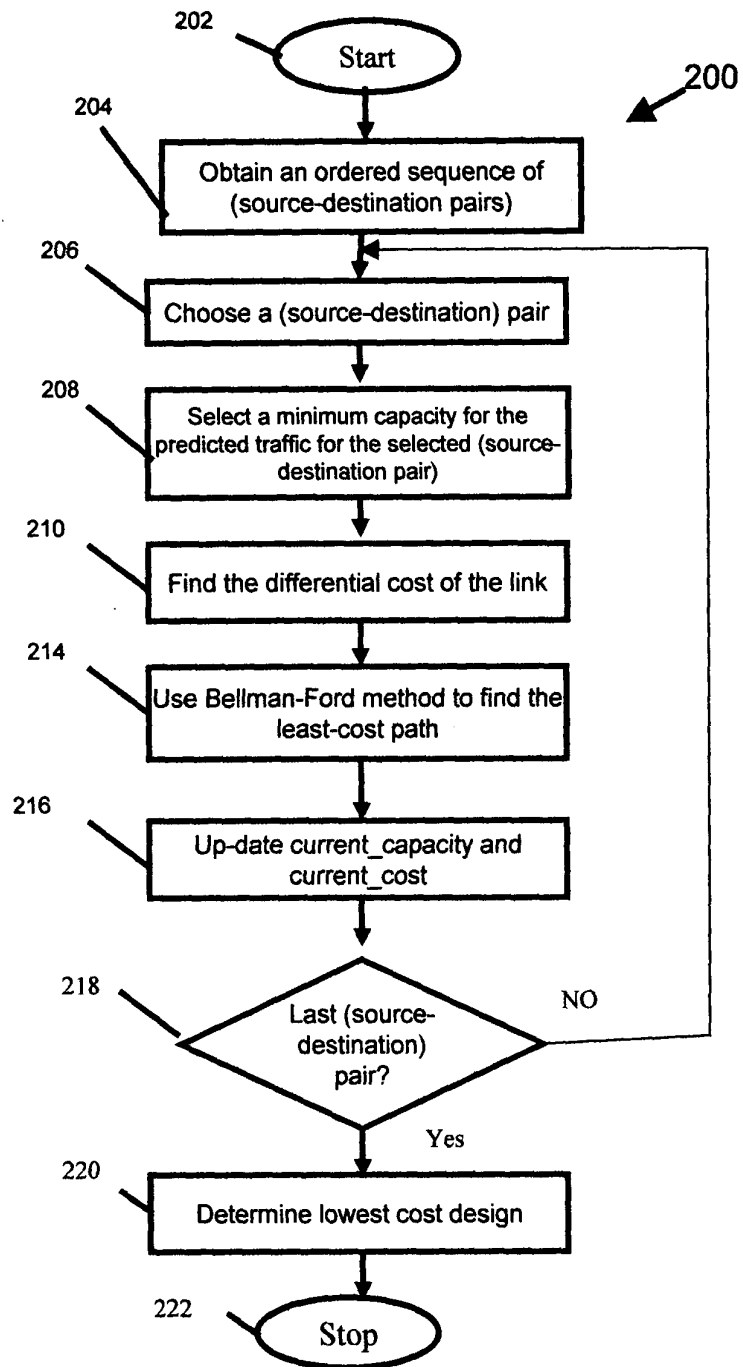 202
Start
200
204
Obtain an ordered sequence of
(source-destination pairs)
206
Choose a (source-destination) pair
208
Select a minimum capacity for the
predicted traffic for the selected (source-
destination pair)
210
Find the differential cost of the link
214
Use Bellman-Ford method to find the
least-cost path
216
Up-date current_capacity and
current_cost
218
Last (source-
destination)
pair?
NO
Yes
220
Determine lowest cost design
222
Stop